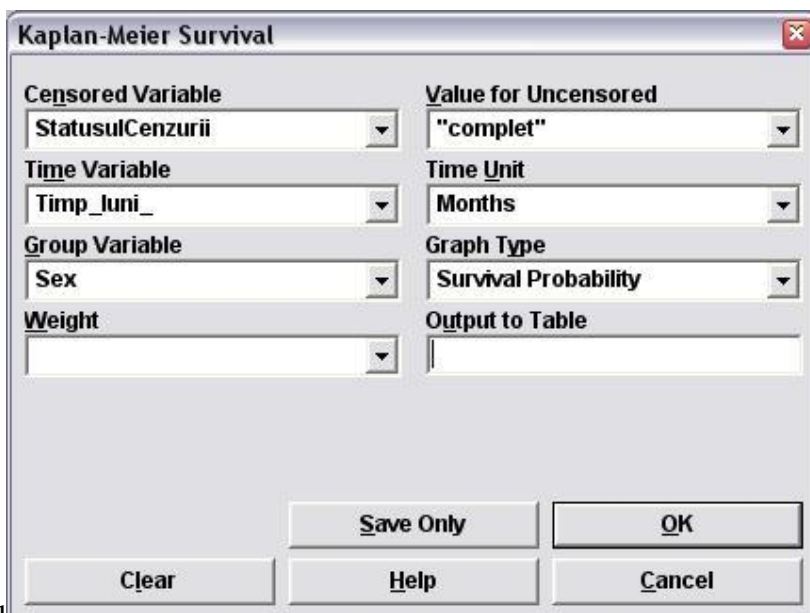 Kaplan-Meier Survival
Censored Variable
Value for Uncensored
StatusulCenzurii
"complet"
Time Variable
Time Unit
Timp_luni_
Months
Group Variable
Graph Type
Sex
Survival Probability
Weight
Output to Table
Save Only
OK
Clear
Help
Cancel